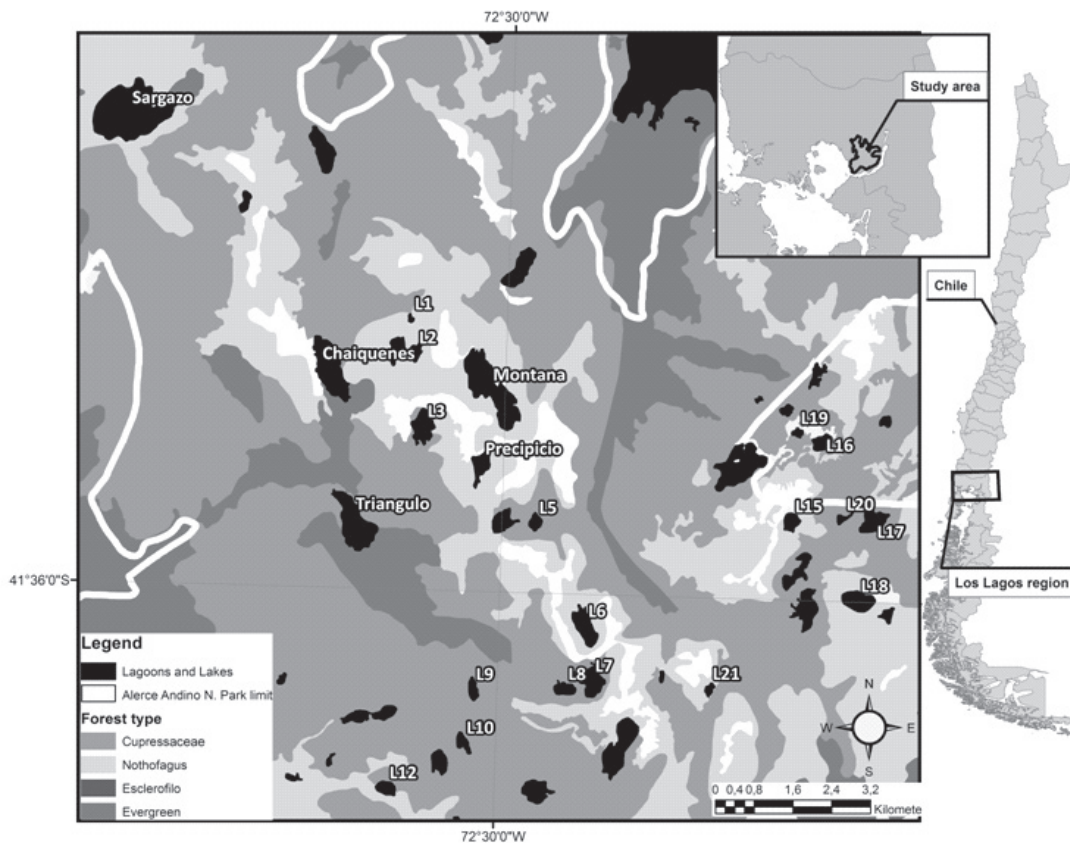 72°30'0"W
Sargazo
Study area
Chile
L1
L2
Chaiquenes
Montana
L3
L19
L16
Precipicio
Triangulo
L5
L15
L20
L17
41°36'0"S
Los Lagos region
L18
L6
Legend
Lagoons and Lakes
Alerce Andino N. Park limit
Forest type
Cupressaceae
Nothofagus
Esclerofilo
Evergreen
L9
L8
L7
L21
L10
L12
N
W
E
S
0 0,4 0,8 1,6 2,4 3,2
Kilomete
72°30'0"W